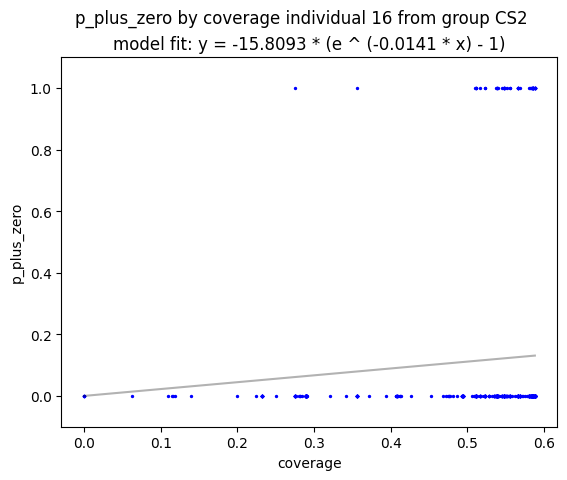 p_plus_zero by coverage individual 16 from group CS2
model fit: y = -15.8093 * (e ^ (-0.0141 * x) - 1)
1.0
0.8
0.6
0.4
0.2
0.0
p_plus_zero
0.0 0.1 0.2 0.3 0.4 0.5 0.6
coverage